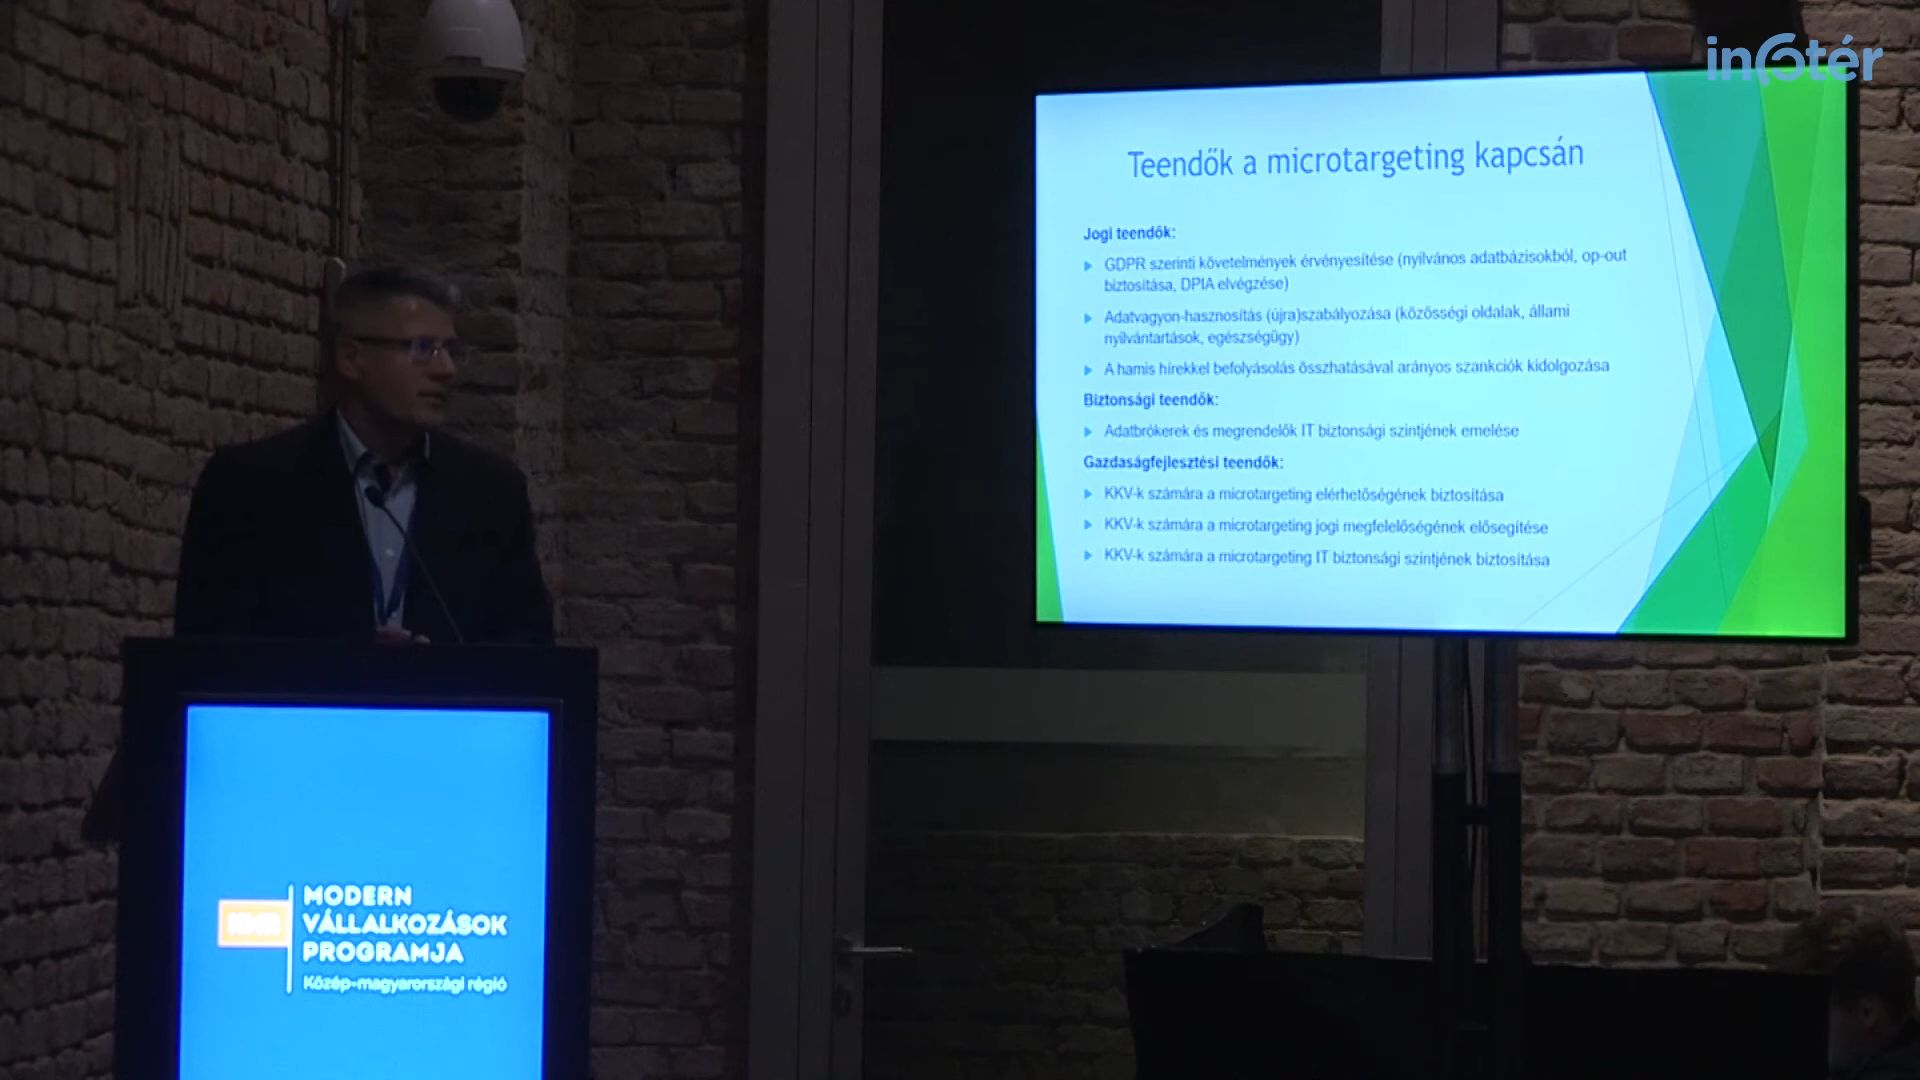 infotér
Teendők a microtargeting kapcsán
Jogi teendők:
GDPR szerinti követelmények érvényesítése (nyilvános adatbázisokból, op-out
biztosítása, DPIA elvégzése)
Adatvagyon-hasznosítás (újra)szabályozása (közösségi oldalak, állami
nyilvántartások, egészségügy)
A hamis hírekkel befolyásolás összhatásával arányos szankciók kidolgozása
Biztonsági teendők:
Adatbrókerek és megrendelők IT biztonsági szintjének emelése
Gazdaságfejlesztési teendők:
KKV-k számára a microtargeting elérhetőségének biztosítása
KKV-k számára a microtargeting jogi megfelelőségének elősegítése
KKV-k számára a microtargeting IT biztonsági szintjének biztosítása
MODERN
VÁLLALKOZÁSOK
PROGRAMJA
Közép-magyarországi régió